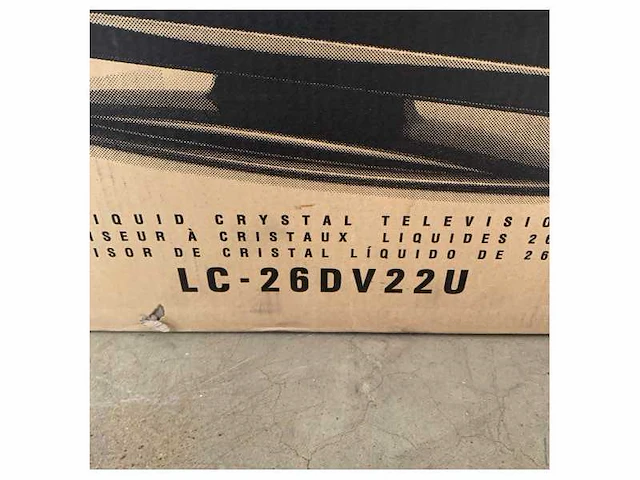 IQUID CRYSTAL TELEVISIO
ISEUR À CRISTAUX LIQUIDES 26
ISOR DE CRISTAL LÍQUIDO DE 26
LC-26DV22U